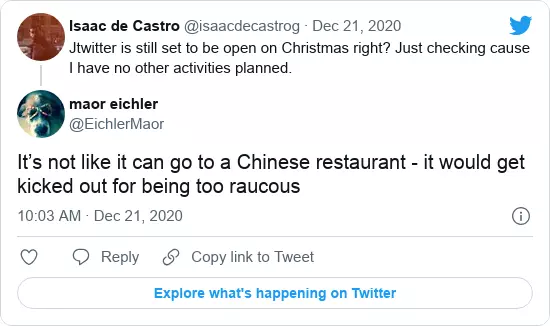 Isaac de Castro @isaacdecastrog · Dec 21, 2020
Jtwitter is still set to be open on Christmas right? Just checking cause
I have no other activities planned.
maor eichler
@EichlerMaor
It’s not like it can go to a Chinese restaurant - it would get
kicked out for being too raucous
10:03 AM · Dec 21, 2020
Reply
Copy link to Tweet
Explore what's happening on Twitter